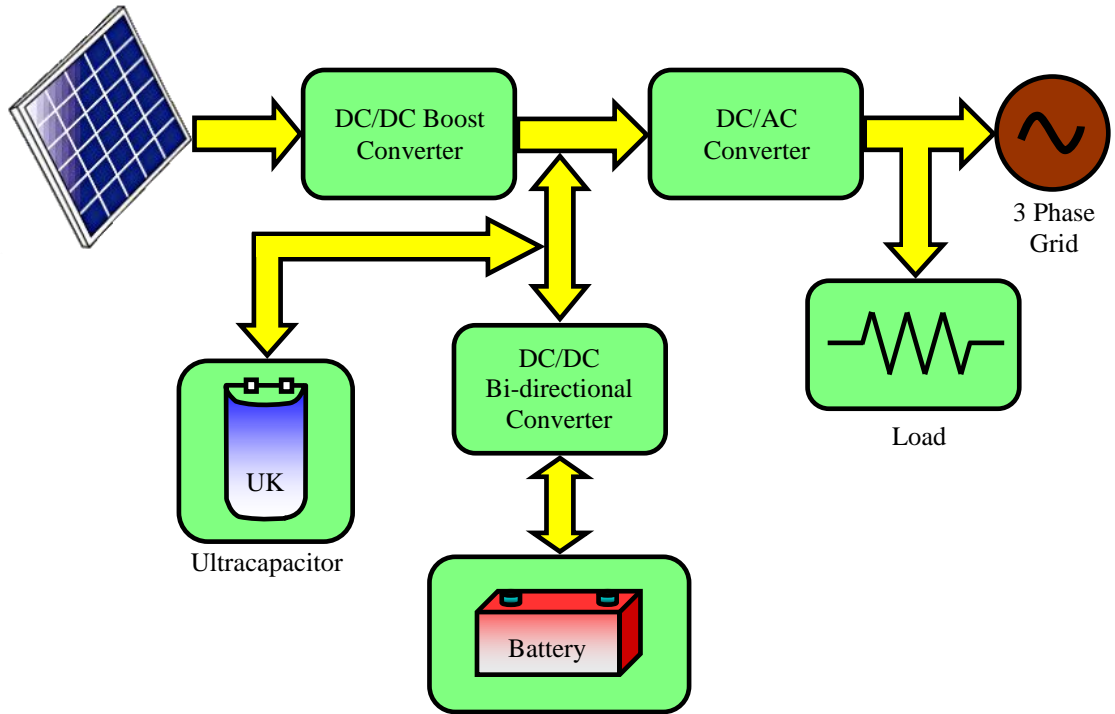 DC/DC Boost
Converter
DC/AC
Converter
3 Phase
Grid
DC/DC
Bi-directional
Converter
Load
UK
Ultracapacitor
Battery